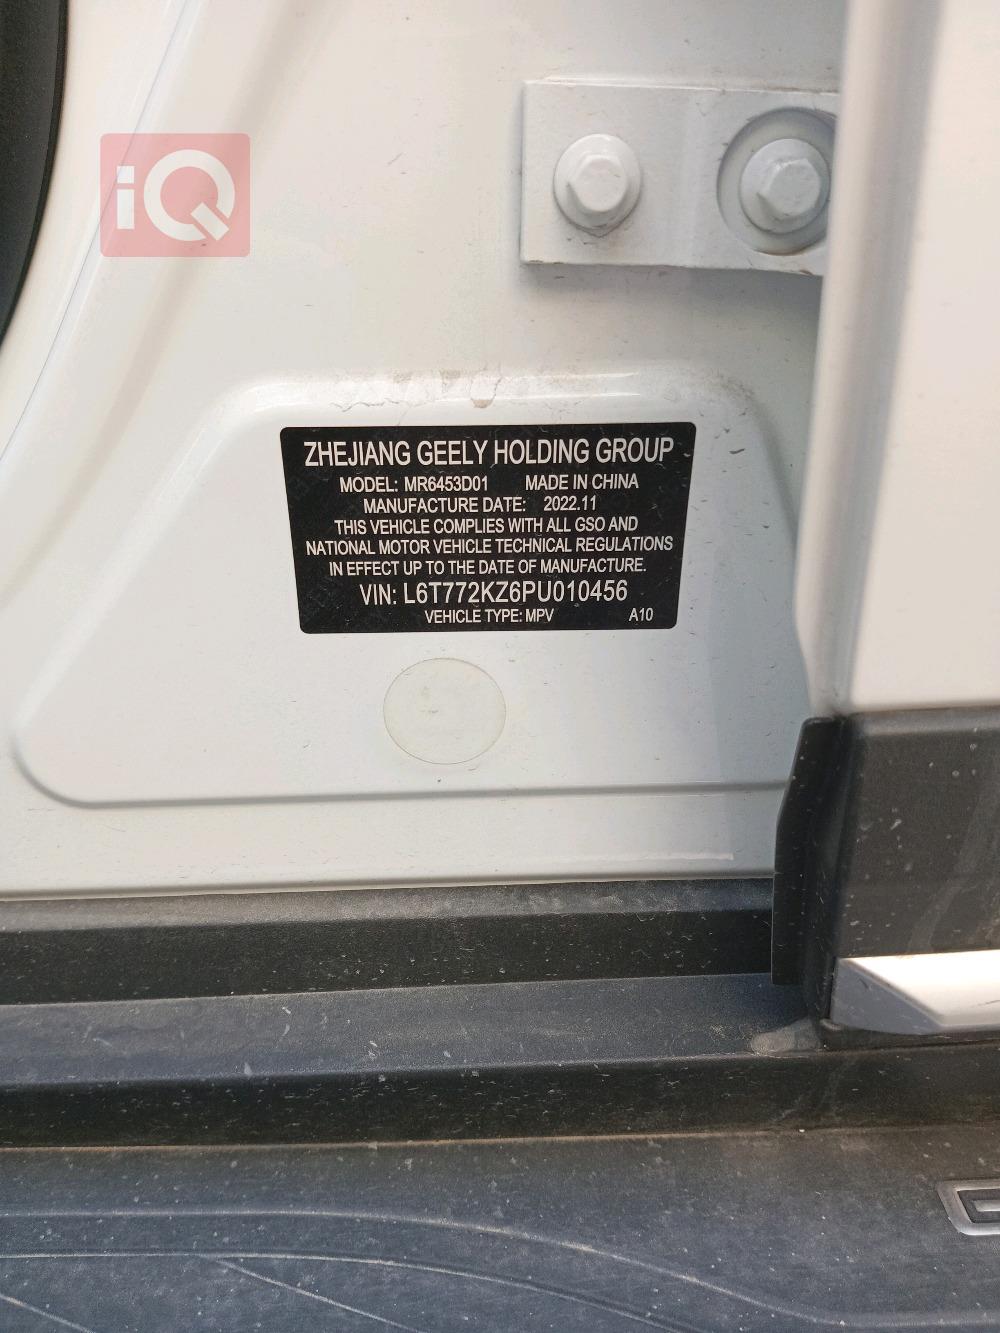 iQ
ZHEJIANG GEELY HOLDING GROUP
MODEL: MR6453D01 MADE IN CHINA
MANUFACTURE DATE: 2022.11
THIS VEHICLE COMPLIES WITH ALL GSO AND
NATIONAL MOTOR VEHICLE TECHNICAL REGULATIONS
IN EFFECT UP TO THE DATE OF MANUFACTURE.
VIN: L6T772KZ6PU010456
VEHICLE TYPE: MPV A10